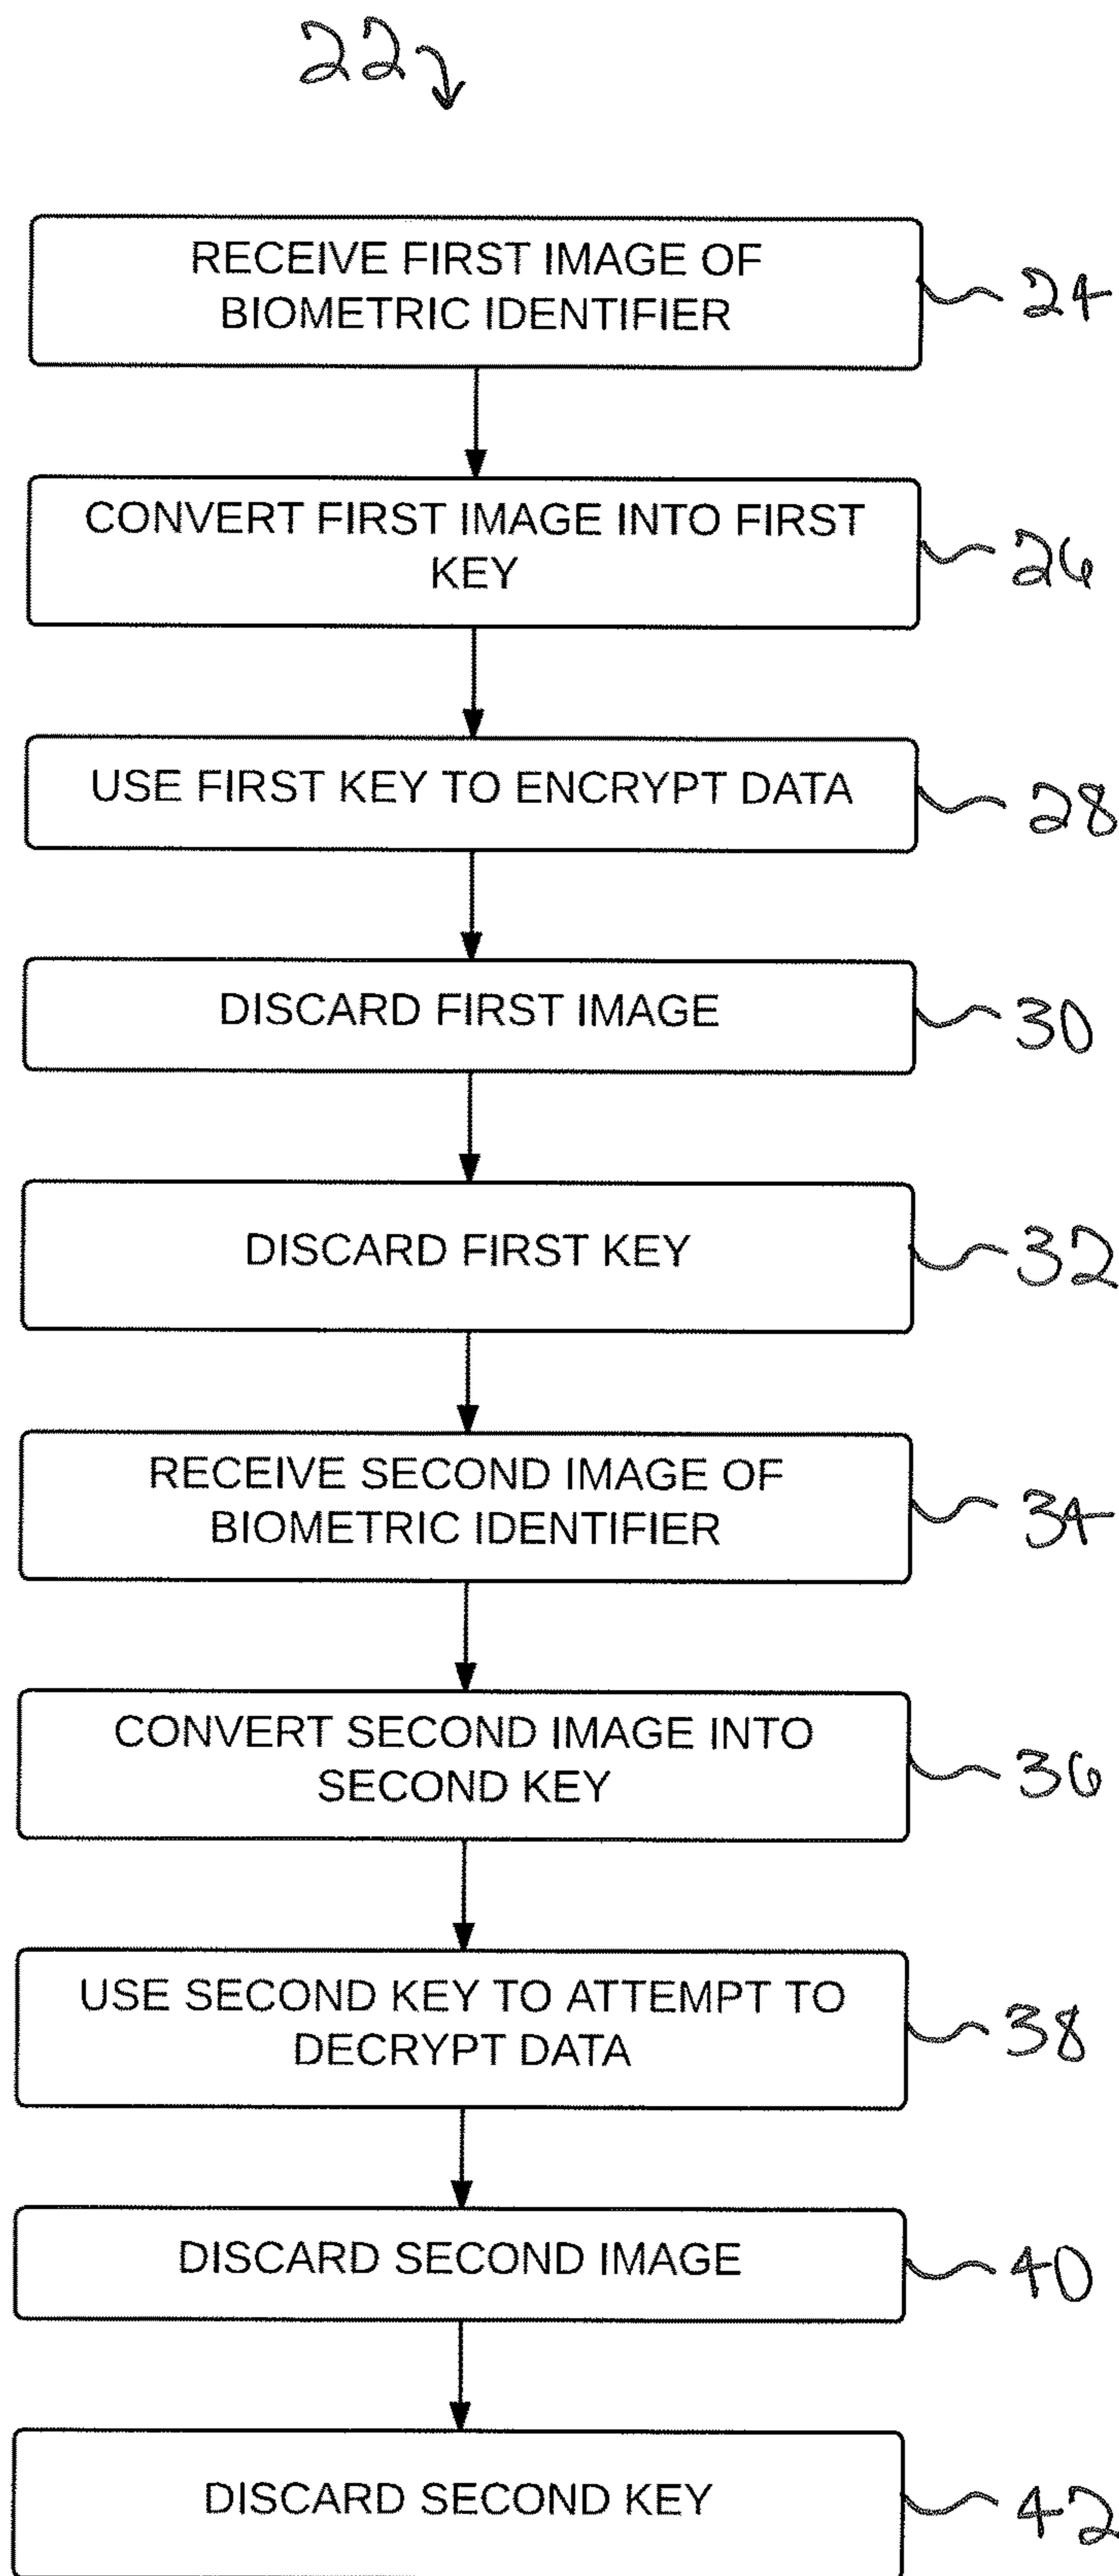 22
RECEIVE FIRST IMAGE OF
BIOMETRIC IDENTIFIER
24
CONVERT FIRST IMAGE INTO FIRST
KEY
26
USE FIRST KEY TO ENCRYPT DATA
28
DISCARD FIRST IMAGE
30
DISCARD FIRST KEY
32
RECEIVE SECOND IMAGE OF
BIOMETRIC IDENTIFIER
34
CONVERT SECOND IMAGE INTO
SECOND KEY
36
USE SECOND KEY TO ATTEMPT TO
DECRYPT DATA
38
DISCARD SECOND IMAGE
40
DISCARD SECOND KEY
42